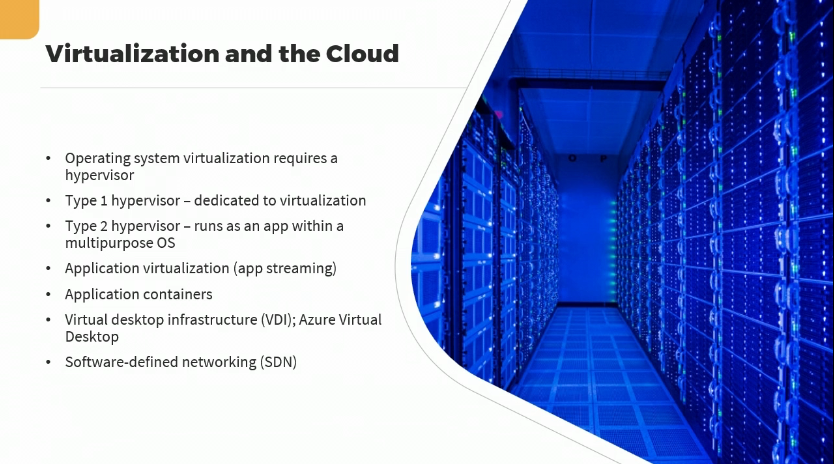 Virtualization and the Cloud
• Operating system virtualization requires a
hypervisor
• Type 1 hypervisor – dedicated to virtualization
• Type 2 hypervisor – runs as an app within a
multipurpose OS
• Application virtualization (app streaming)
• Application containers
• Virtual desktop infrastructure (VDI); Azure Virtual
Desktop
• Software-defined networking (SDN)